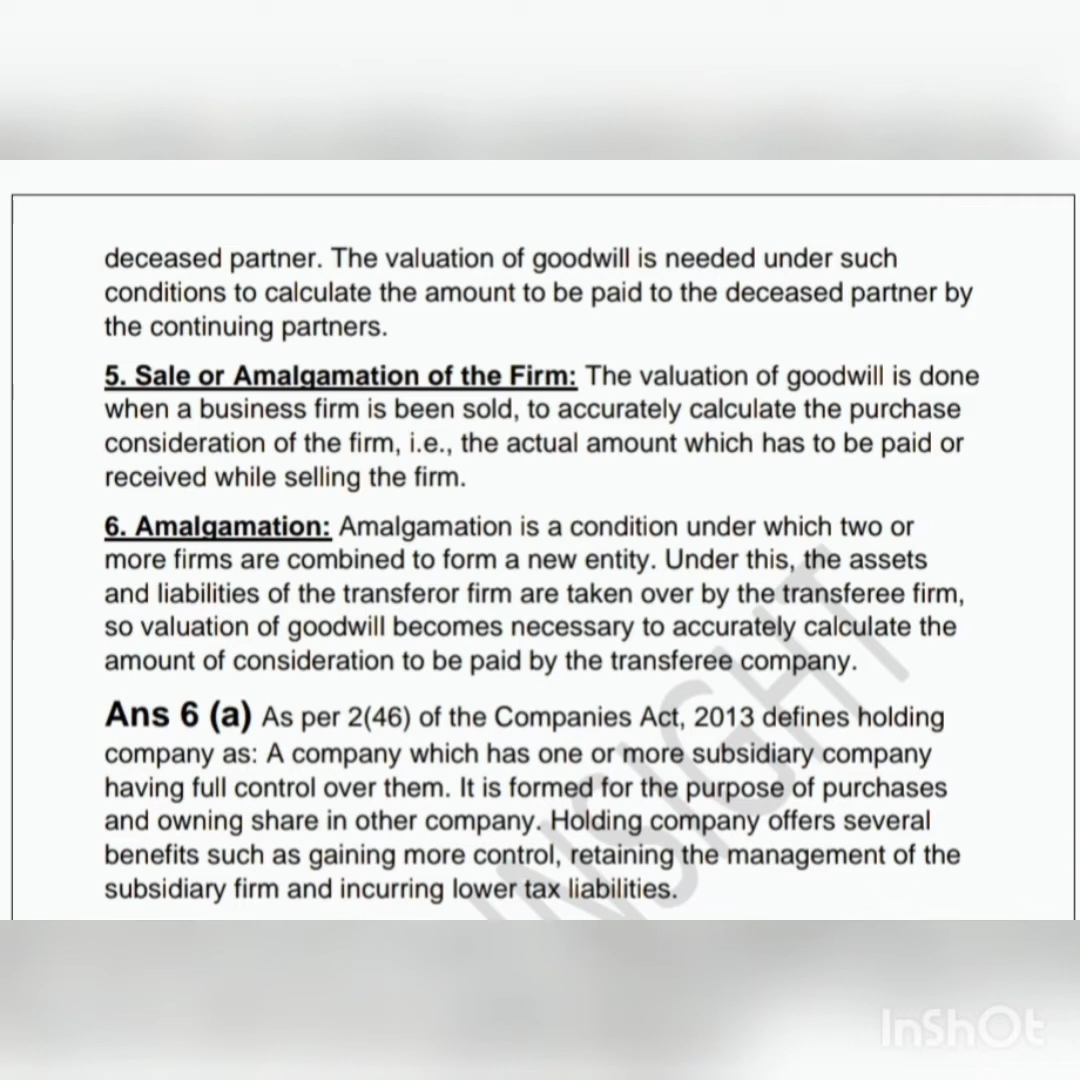 deceased partner. The valuation of goodwill is needed under such
conditions to calculate the amount to be paid to the deceased partner by
the continuing partners.
5. Sale or Amalgamation of the Firm: The valuation of goodwill is done
when a business firm is been sold, to accurately calculate the purchase
consideration of the firm, i.e., the actual amount which has to be paid or
received while selling the firm.
6. Amalgamation: Amalgamation is a condition under which two or
more firms are combined to form a new entity. Under this, the assets
and liabilities of the transferor firm are taken over by the transferee firm,
so valuation of goodwill becomes necessary to accurately calculate the
amount of consideration to be paid by the transferee company.
Ans 6 (a) As per 2(46) of the Companies Act, 2013 defines holding
company as: A company which has one or more subsidiary company
having full control over them. It is formed for the purpose of purchases
and owning share in other company. Holding company offers several
benefits such as gaining more control, retaining the management of the
subsidiary firm and incurring lower tax liabilities.
INSIGHT
InShOt